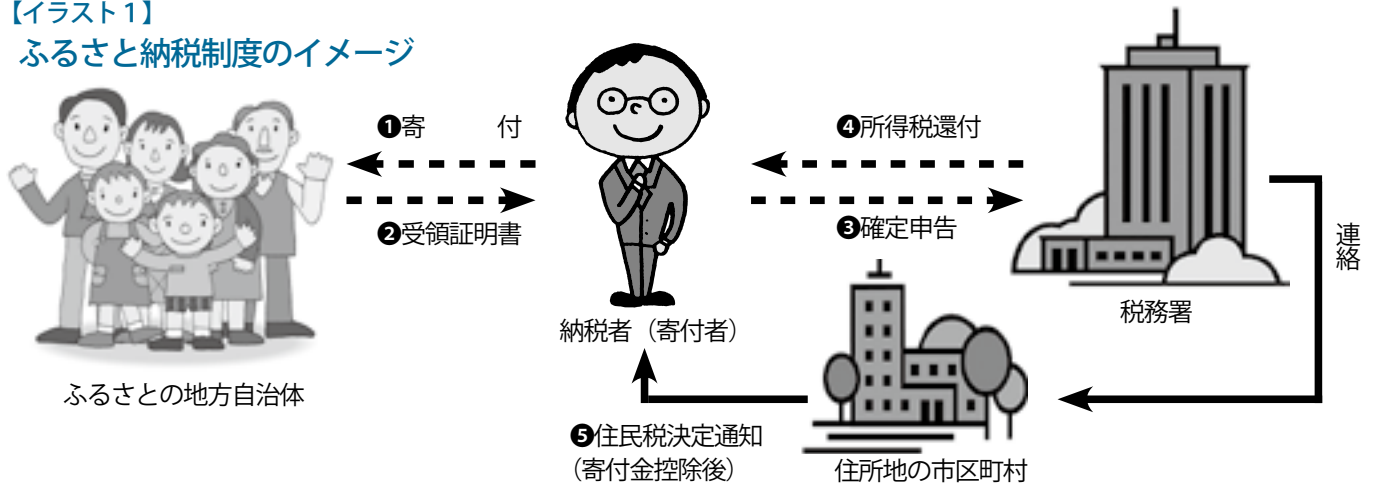 【イラスト1】
ふるさと納税制度のイメージ
❶寄　　付
❷受領証明書
❹所得税還付
❸確定申告
連絡
税務署
納税者（寄付者）
ふるさとの地方自治体
❺住民税決定通知
（寄付金控除後）
住所地の市区町村